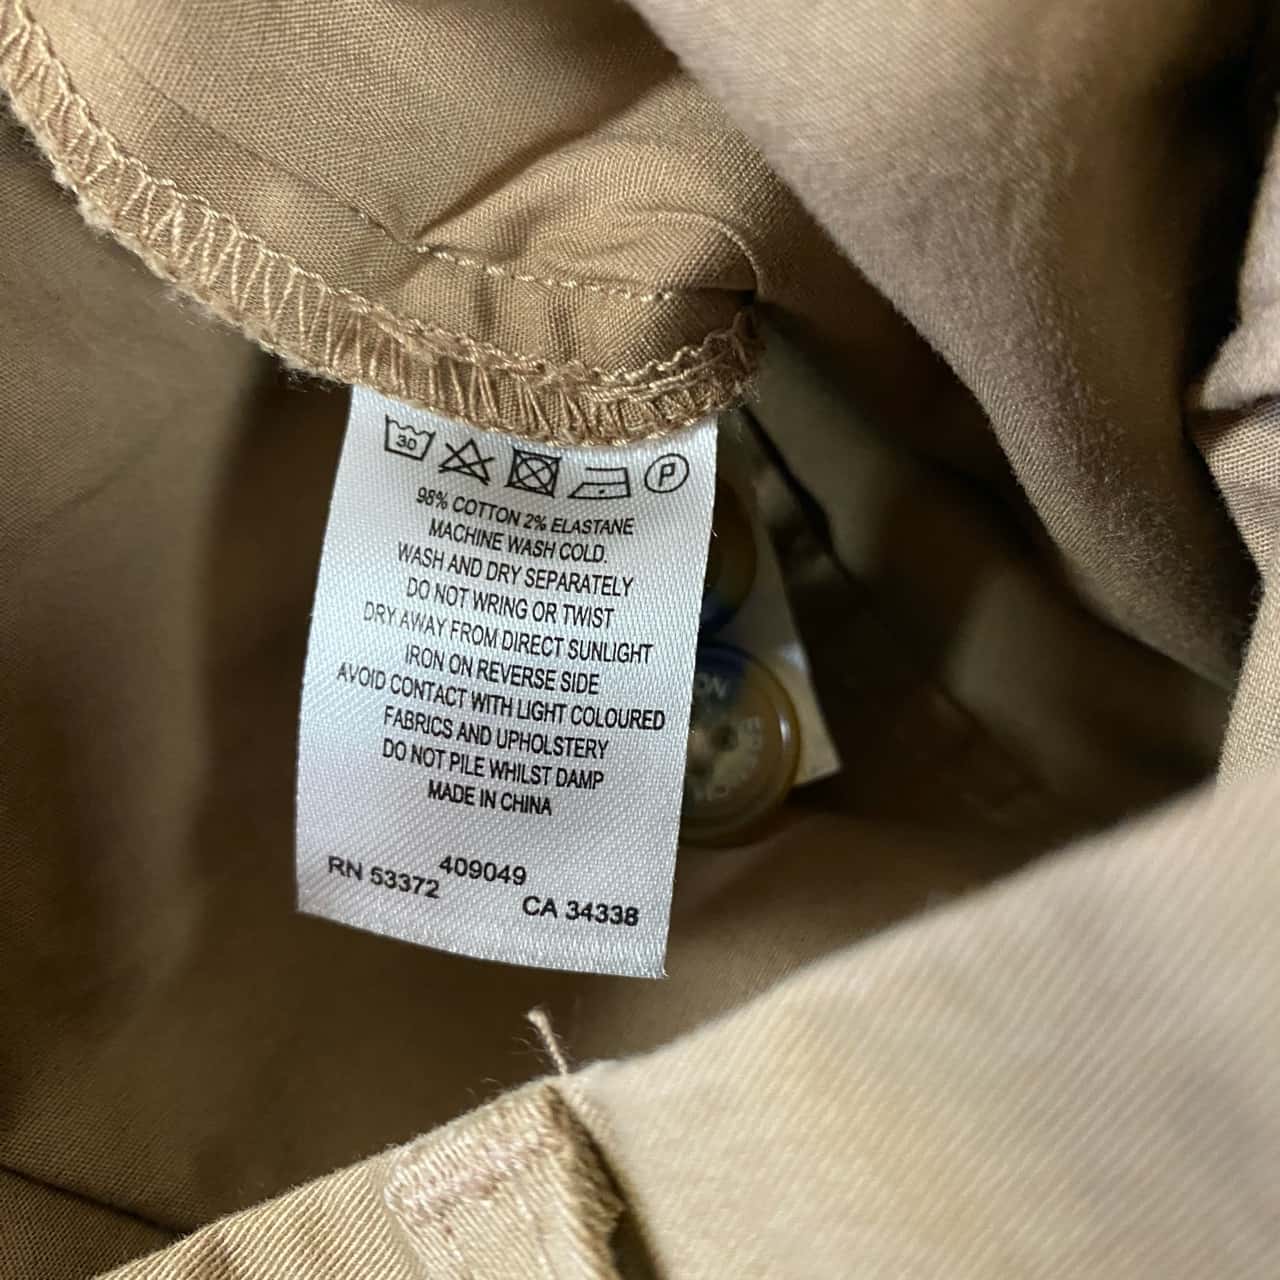 30 P
98% COTTON 2% ELASTANE
MACHINE WASH COLD.
WASH AND DRY SEPARATELY
DO NOT WRING OR TWIST
DRY AWAY FROM DIRECT SUNLIGHT
IRON ON REVERSE SIDE
AVOID CONTACT WITH LIGHT COLOURED
FABRICS AND UPHOLSTERY
DO NOT PILE WHILST DAMP
MADE IN CHINA
409049
RN 53372
CA 34338